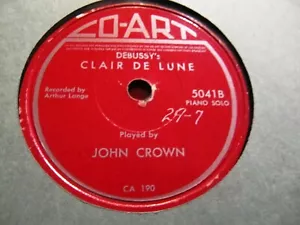 CO-ART
DEBUSSY'S
CLAIR DE LUNE
Recorded by
Arthur Lange
5041B
PIANO SOLO
29-7
Played by
JOHN CROWN
CA 190